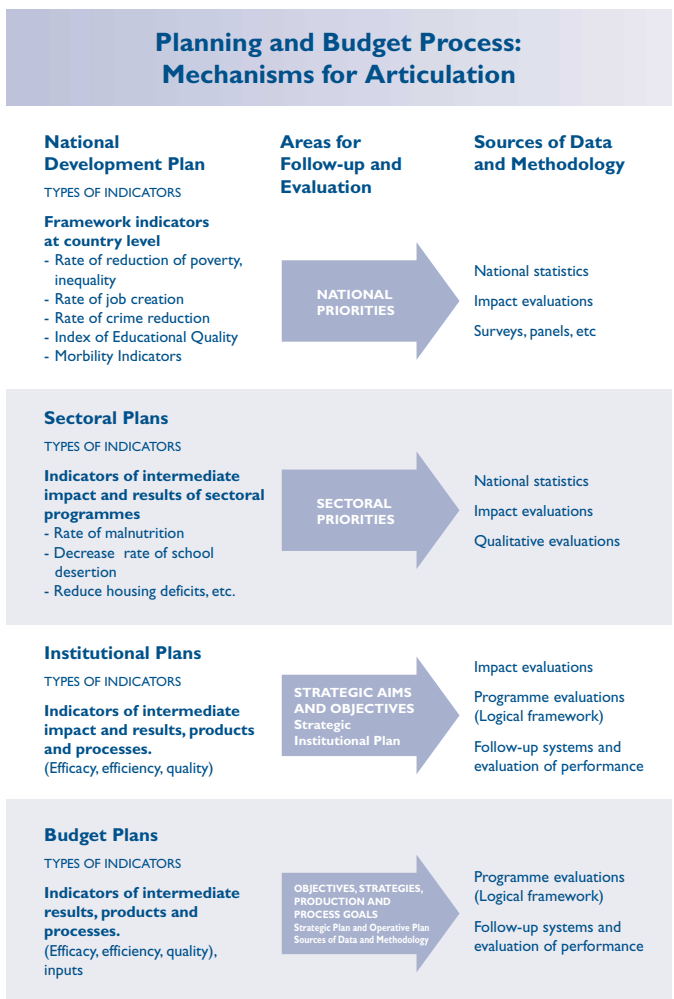 Planning and Budget Process:
Mechanisms for Articulation
National
Development Plan
TYPES OF INDICATORS
Areas for
Follow-up and
Evaluation
Sources of Data
and Methodology
Framework indicators
at country level
- Rate of reduction of poverty,
inequality
- Rate of job creation
- Rate of crime reduction
- Index of Educational Quality
- Morbility Indicators
NATIONAL
PRIORITIES
National statistics
Impact evaluations
Surveys, panels, etc
Sectoral Plans
TYPES OF INDICATORS
Indicators of intermediate
impact and results of sectoral
programmes
- Rate of malnutrition
- Decrease rate of school
desertion
- Reduce housing deficits, etc.
SECTORAL
PRIORITIES
National statistics
Impact evaluations
Qualitative evaluations
Institutional Plans
TYPES OF INDICATORS
Indicators of intermediate
impact and results, products
and processes.
(Efficacy, efficiency, quality)
STRATEGIC AIMS
AND OBJECTIVES
Strategic
Institutional Plan
Impact evaluations
Programme evaluations
(Logical framework)
Follow-up systems and
evaluation of performance
Budget Plans
TYPES OF INDICATORS
Indicators of intermediate
results, products and
processes.
(Efficacy, efficiency, quality),
inputs
OBJECTIVES, STRATEGIES,
PRODUCTION AND
PROCESS GOALS
Strategic Plan and Operative Plan
Sources of Data and Methodology
Programme evaluations
(Logical framework)
Follow-up systems and
evaluation of performance